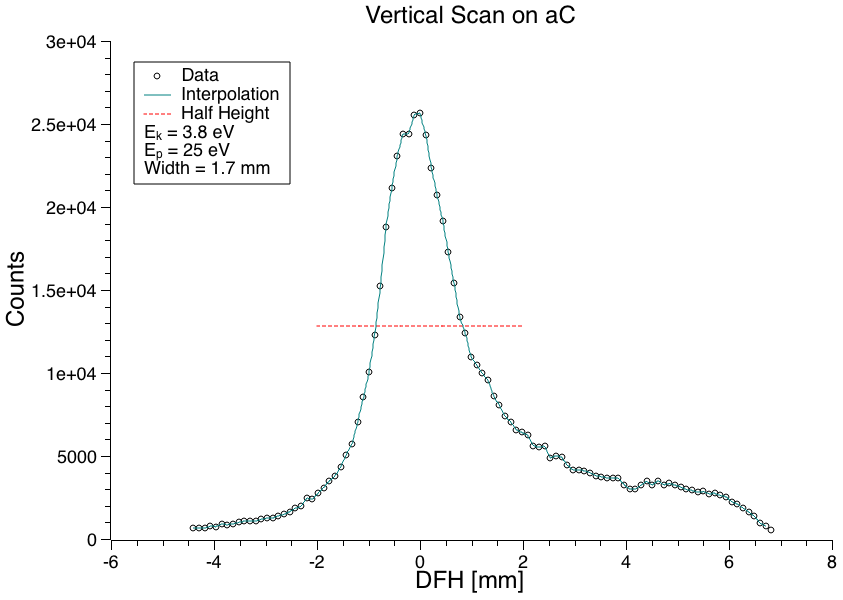 Vertical Scan on aC
3e+04
2.5e+04
2e+04
1.5e+04
1e+04
5000
0
Counts
Data
Interpolation
Half Height
Ek = 3.8 eV
Ep = 25 eV
Width = 1.7 mm
-6 -4 -2 0 2 4 6 8
DFH [mm]